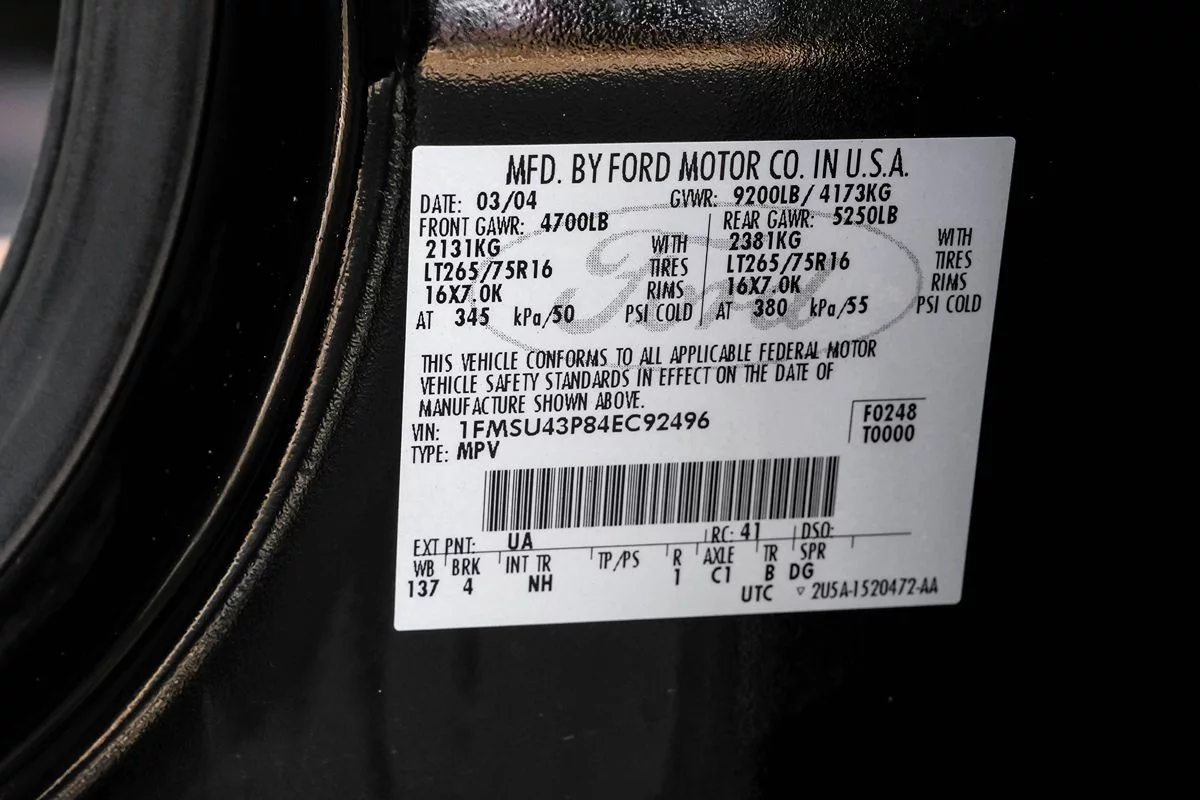 MFD. BY FORD MOTOR CO. IN U.S.A.
DATE: 03/04 GVWR: 9200LB/ 4173KG
FRONT GAWR: 4700LB REAR GAWR: 5250LB
2131KG WITH 2381KG WITH
LT265/75R16 TIRES LT265/75R16 TIRES
16X7.0K RIMS 16X7.0K RIMS
AT 345 kPa/50 PSI COLD AT 380 kPa/55 PSI COLD
Ford
THIS VEHICLE CONFORMS TO ALL APPLICABLE FEDERAL MOTOR
VEHICLE SAFETY STANDARDS IN EFFECT ON THE DATE OF
MANUFACTURE SHOWN ABOVE.
VIN: 1FMSU43P84EC92496 F0248
TYPE: MPV T0000
EXT PNT: UA RC: 41 DSO:
WB BRK INT TR TP/PS R AXLE TR SPR
137 4 NH 1 C1 B DG
UTC ▽ 2U5A-1520472-AA